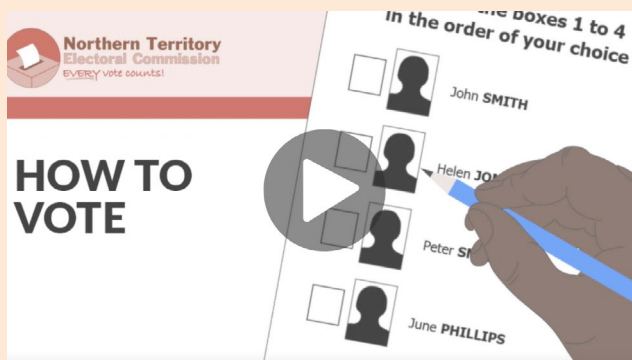 Northern Territory
Electoral Commission
EVERY vote counts!
HOW TO
VOTE
boxes 1 to 4
in the order of your choice
John SMITH
Helen
Peter
June PHILLIPS